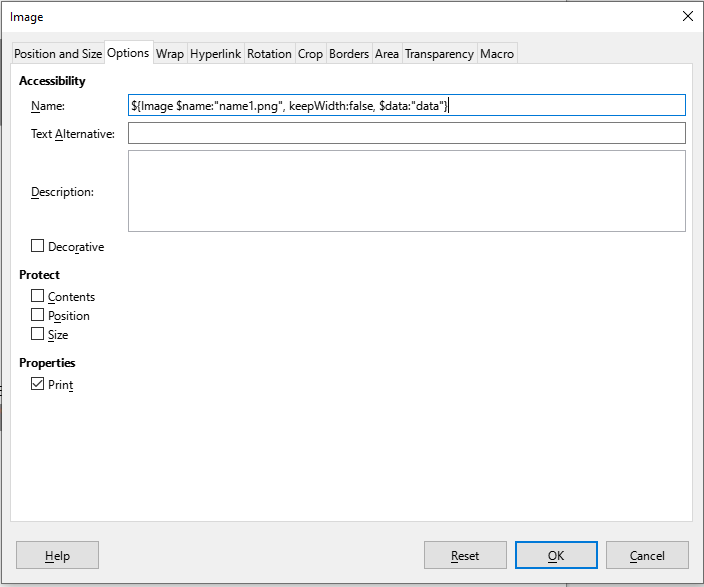 Image
Position and Size Options Wrap Hyperlink Rotation Crop Borders Area Transparency Macro
Accessibility
Name: ${Image $name:"name1.png", keepWidth:false, $data:"data"}
Text Alternative:
Description:
Decorative
Protect
Contents
Position
Size
Properties
Print
Help Reset OK Cancel